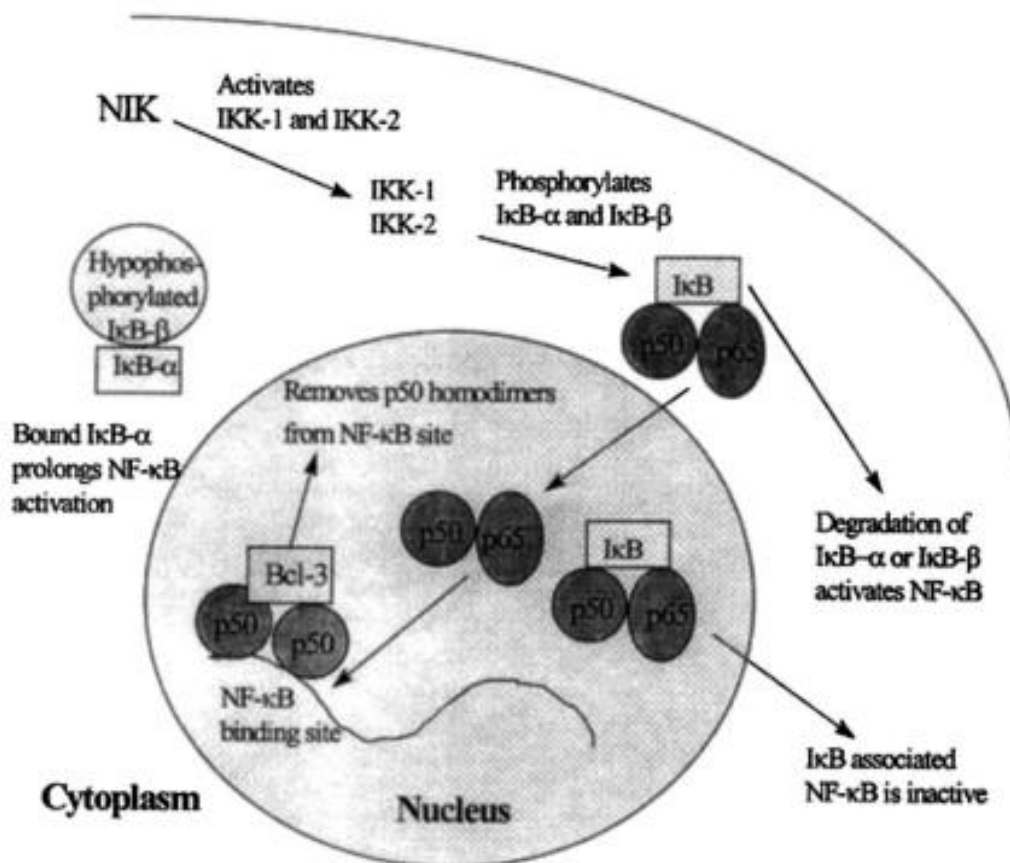 NIK
Activates
IKK-1 and IKK-2
IKK-1
IKK-2
Phosphorylates
IκB-α and IκB-β
IκB
p50
p65
Hypophos-
phorylated
IκB-β
IκB-α
Bound IκB-α
prolongs NF-κB
activation
Removes p50 homodimers
from NF-κB site
p50
p65
IκB
p50
p65
Bcl-3
p50
p50
NF-κB
binding site
Degradation of
IκB-α or IκB-β
activates NF-κB
IκB associated
NF-κB is inactive
Cytoplasm
Nucleus